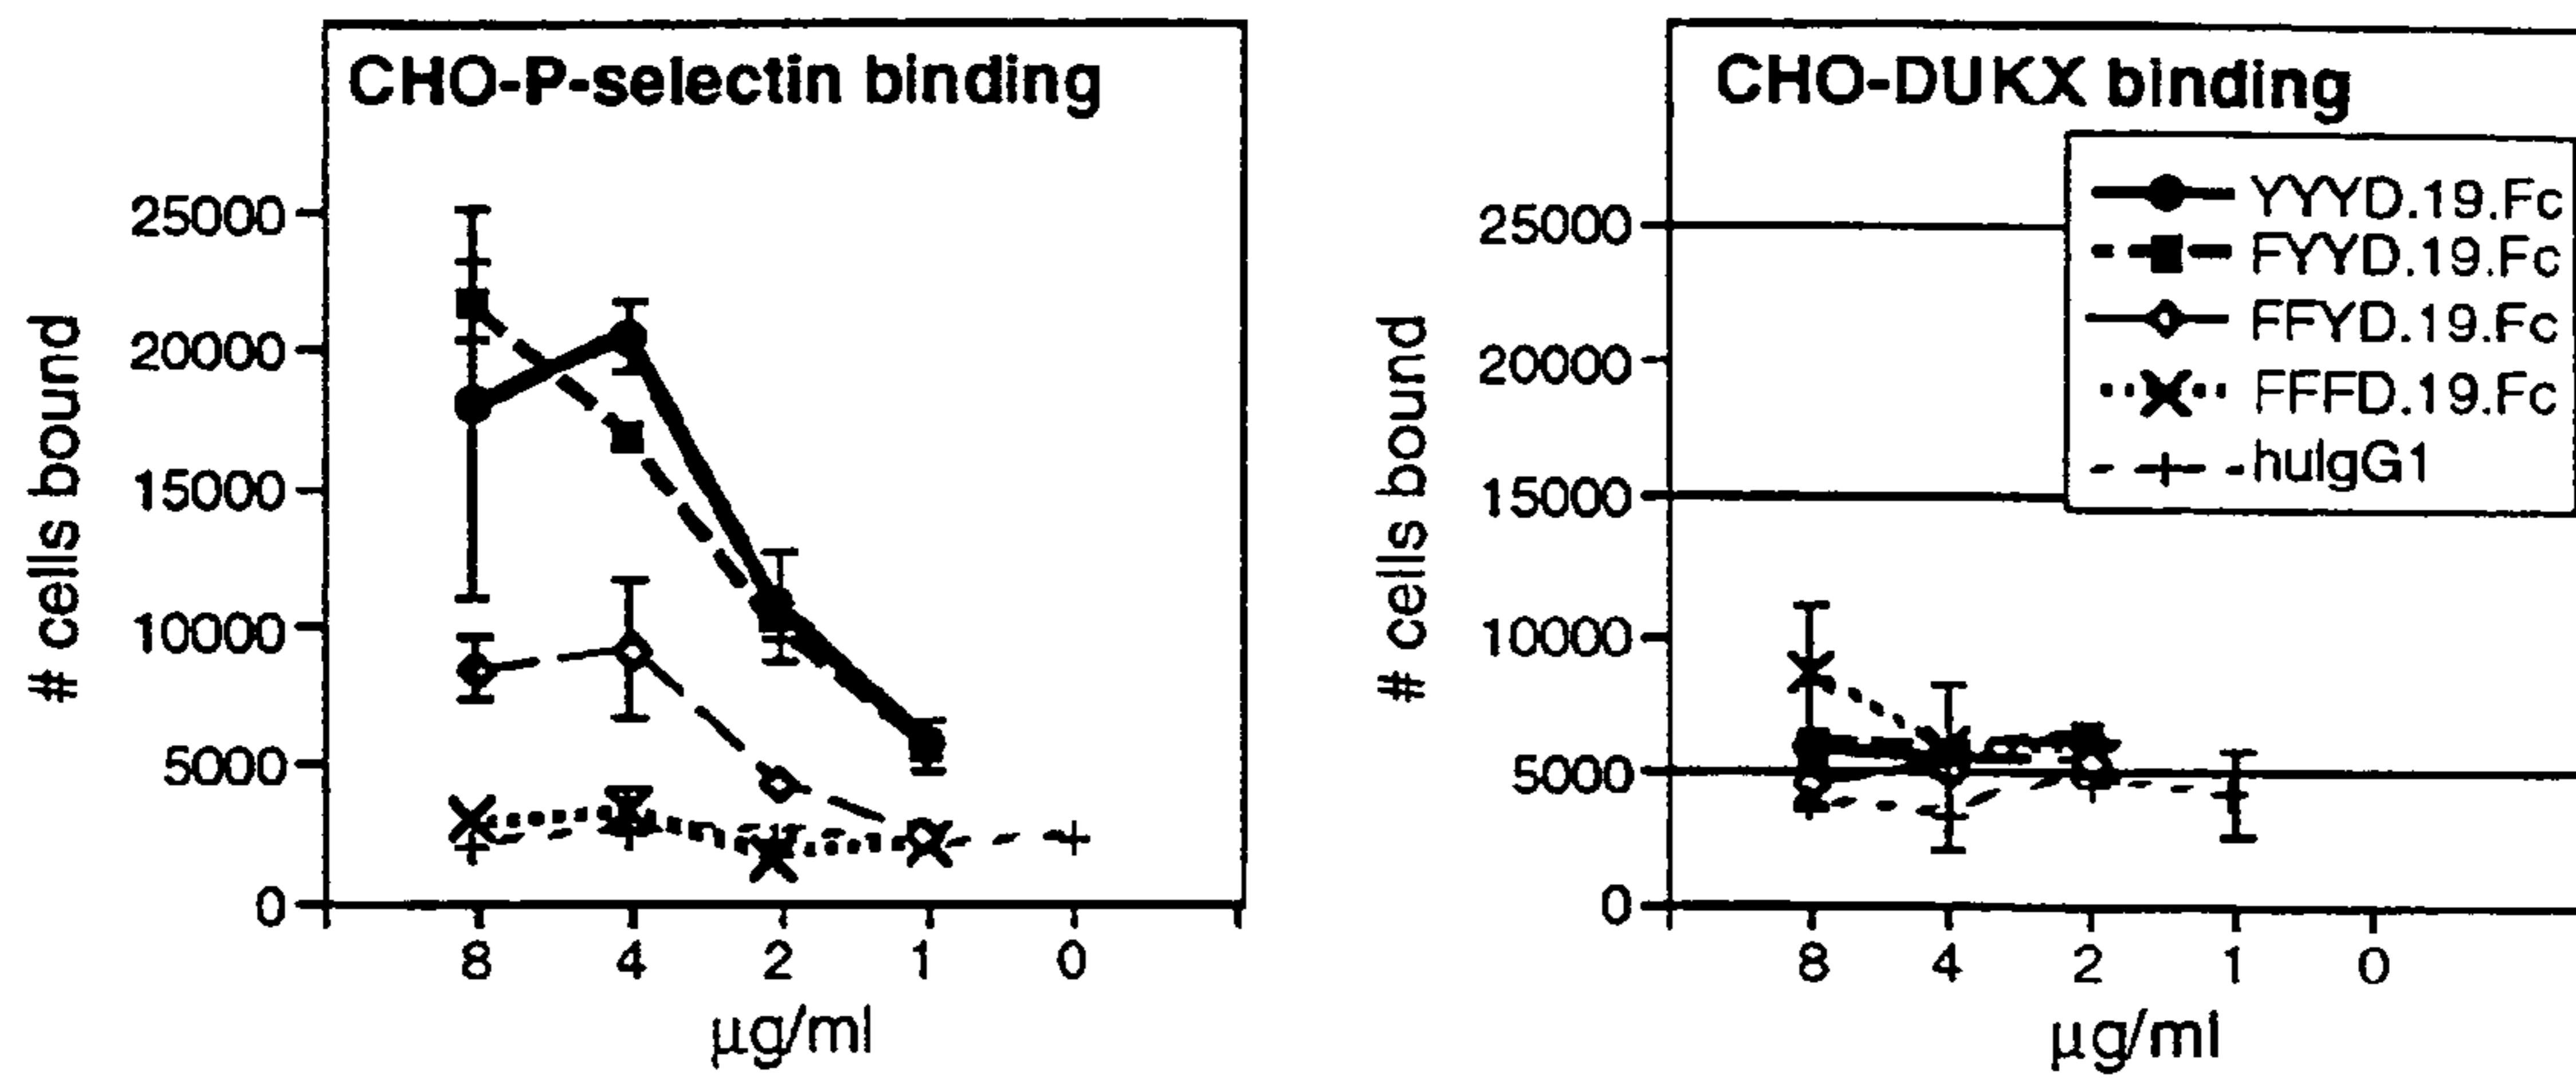 CHO-P-selectin binding
# cells bound
25000
20000
15000
10000
5000
0
8 4 2 1 0
µg/ml
CHO-DUKX binding
# cells bound
25000
20000
15000
10000
5000
0
YYYD.19.Fc
FYYD.19.Fc
FFYD.19.Fc
FFFD.19.Fc
huIgG1
8 4 2 1 0
µg/ml